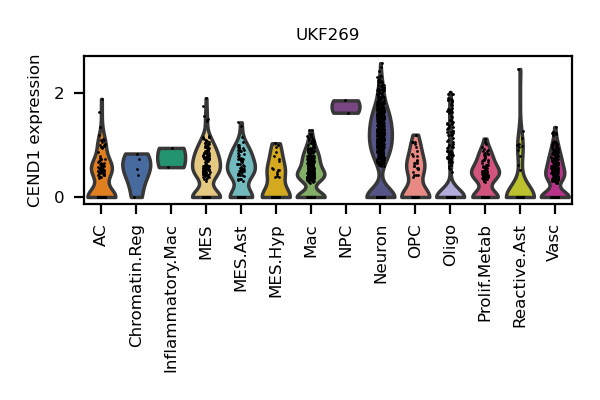 UKF269
CEND1 expression
2
0
AC
Chromatin.Reg
Inflammatory.Mac
MES
MES.Ast
MES.Hyp
Mac
NPC
Neuron
OPC
Oligo
Prolif.Metab
Reactive.Ast
Vasc